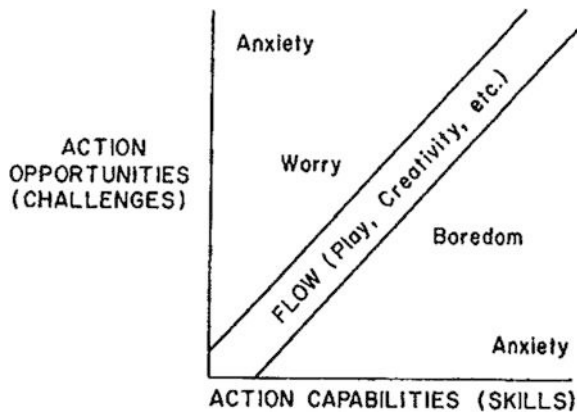 Anxiety
ACTION
OPPORTUNITIES
(CHALLENGES)
Worry
FLOW (Play, Creativity, etc.)
Boredom
Anxiety
ACTION CAPABILITIES (SKILLS)